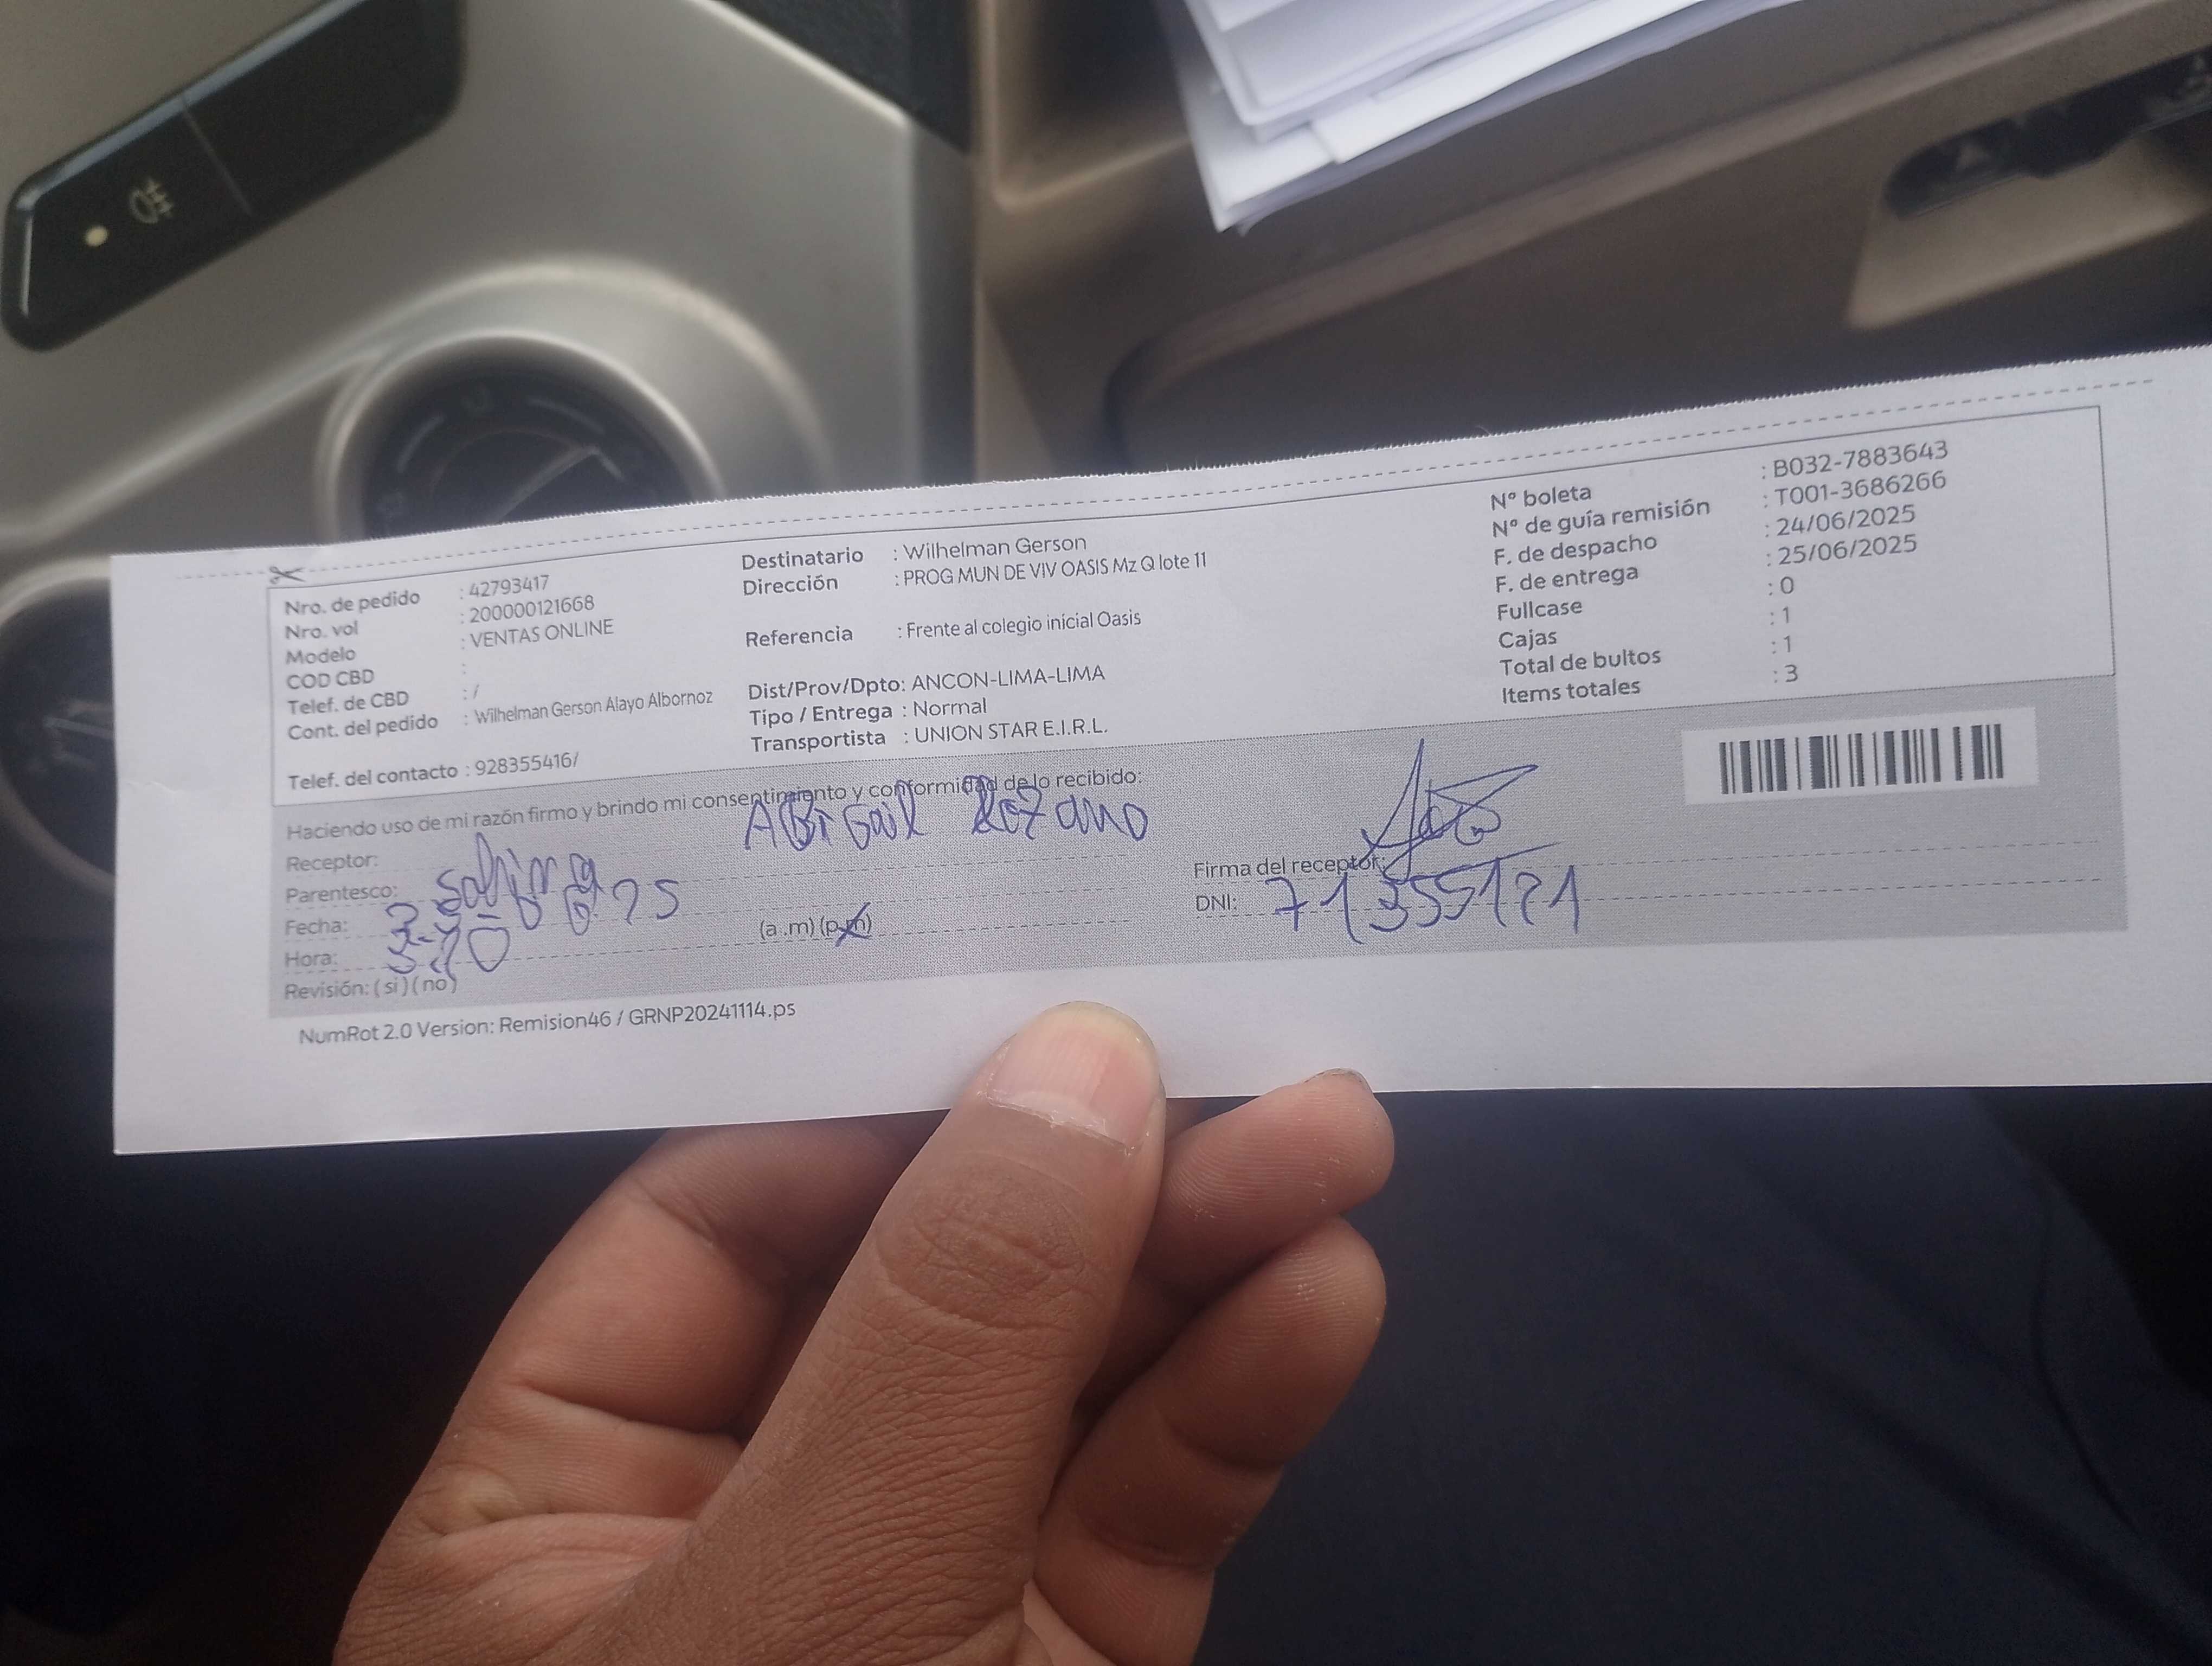 Nro. de pedido : 42793417
Nro. vol : 200000121668
Modelo : VENTAS ONLINE
COD CBD :
Telef. de CBD : /
Cont. del pedido : Wilhelman Gerson Alayo Albornoz
Telef. del contacto : 928355416/
Destinatario : Wilhelman Gerson
Dirección : PROG MUN DE VIV OASIS Mz Q lote 11
Referencia : Frente al colegio inicial Oasis
Dist/Prov/Dpto: ANCON-LIMA-LIMA
Tipo / Entrega : Normal
Transportista : UNION STAR E.I.R.L.
Nº boleta : B032-7883643
Nº de guía remisión : T001-3686266
F. de despacho : 24/06/2025
F. de entrega : 25/06/2025
Fullcase : 0
Cajas : 1
Total de bultos : 1
Items totales : 3
Haciendo uso de mi razón firmo y brindo mi consentimiento y conformidad de lo recibido:
Receptor: ABiGail Lozano
Parentesco: sobrina
Fecha:
Hora: (a.m) (p.m)
Revisión: ( si ) ( no )
Firma del receptor:
DNI:
NumRot 2.0 Version: Remision46 / GRNP20241114.ps